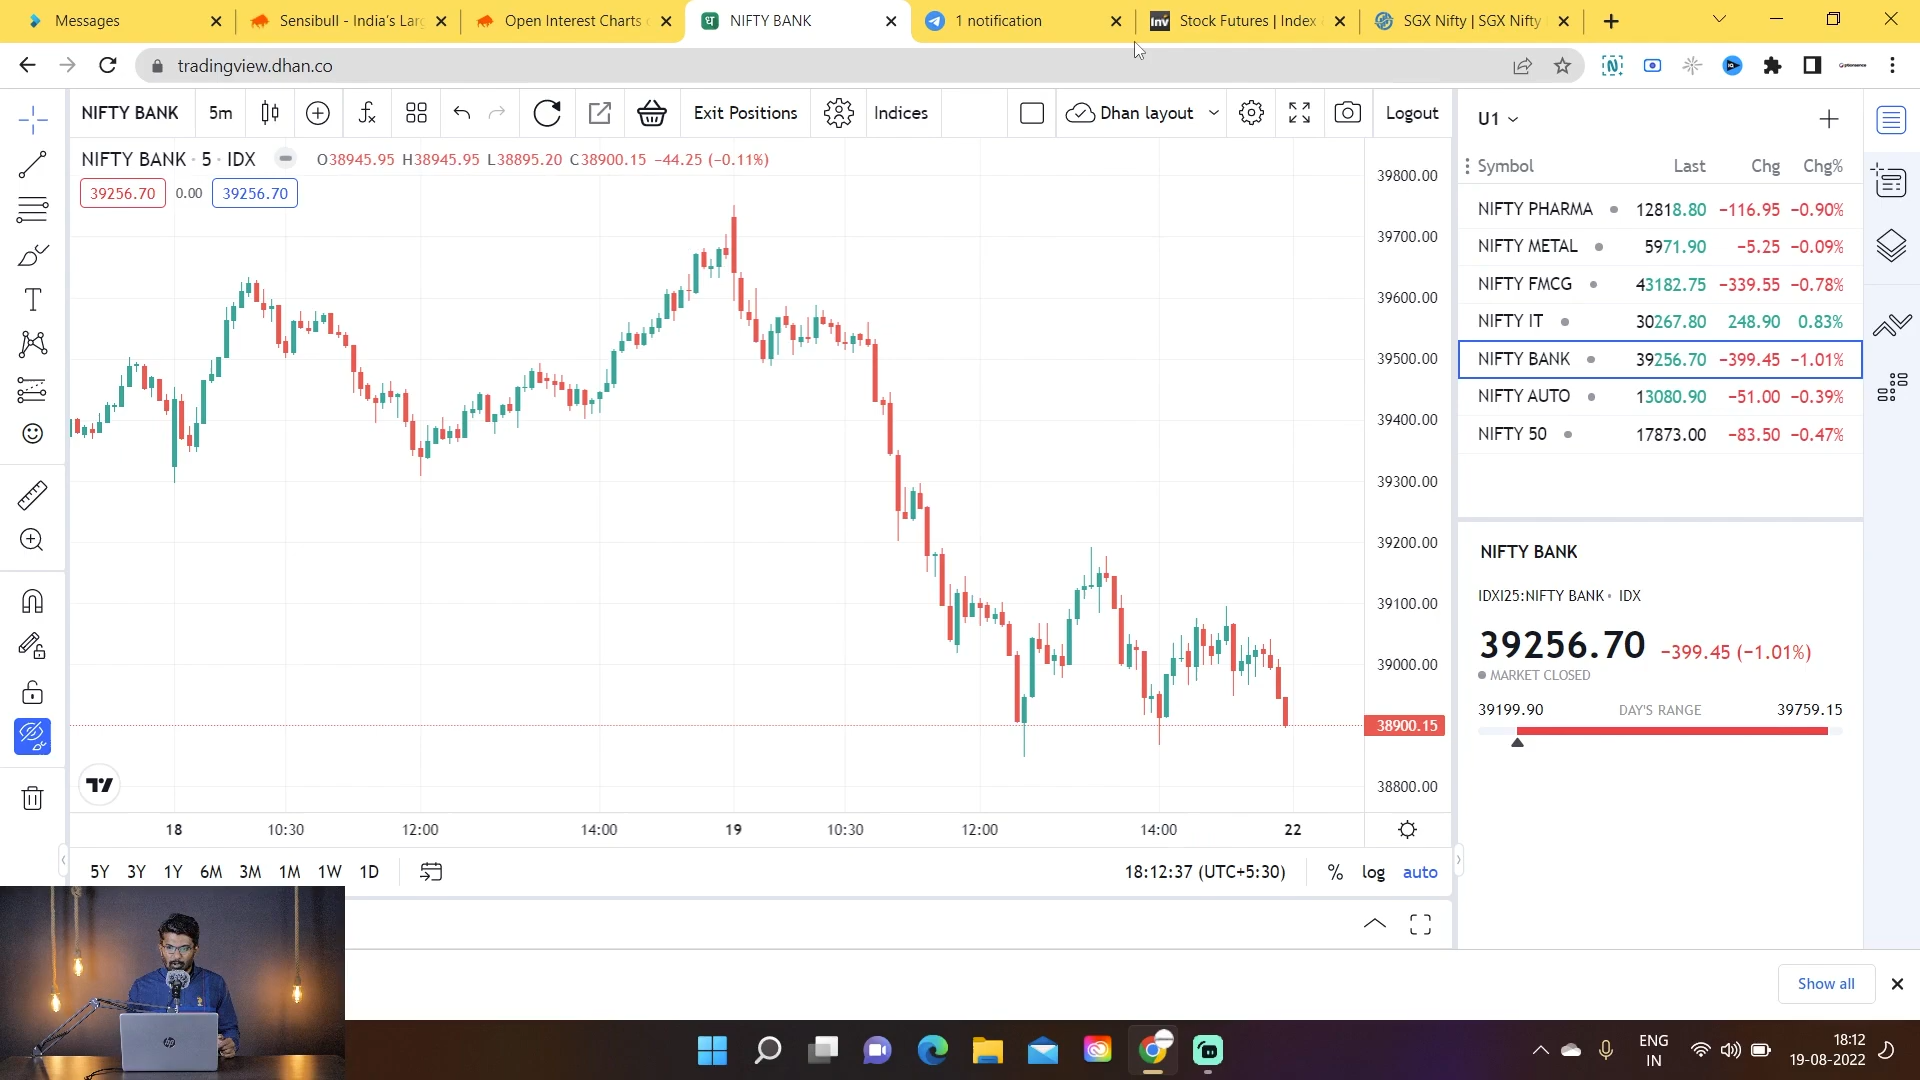 Messages
Sensibull - India's Larg
Open Interest Charts
NIFTY BANK
1 notification
Stock Futures | Index
SGX Nifty | SGX Nifty
tradingview.dhan.co
NIFTY BANK 5m Exit Positions Indices Dhan layout Logout
NIFTY BANK · 5 · IDX O38945.95 H38945.95 L38895.20 C38900.15 −44.25 (−0.11%)
39256.70 0.00 39256.70
39800.00
39700.00
39600.00
39500.00
39400.00
39300.00
39200.00
39100.00
39000.00
38900.15
38800.00
18 10:30 12:00 14:00 19 10:30 12:00 14:00 22
5Y 3Y 1Y 6M 3M 1M 1W 1D 18:12:37 (UTC+5:30) % log auto
U1
Symbol Last Chg Chg%
NIFTY PHARMA 12818.80 −116.95 −0.90%
NIFTY METAL 5971.90 −5.25 −0.09%
NIFTY FMCG 43182.75 −339.55 −0.78%
NIFTY IT 30267.80 248.90 0.83%
NIFTY BANK 39256.70 −399.45 −1.01%
NIFTY AUTO 13080.90 −51.00 −0.39%
NIFTY 50 17873.00 −83.50 −0.47%
NIFTY BANK
IDXI25:NIFTY BANK · IDX
39256.70 −399.45 (−1.01%)
MARKET CLOSED
39199.90 DAY'S RANGE 39759.15
Show all
hp
ENG
IN
18:12
19-08-2022